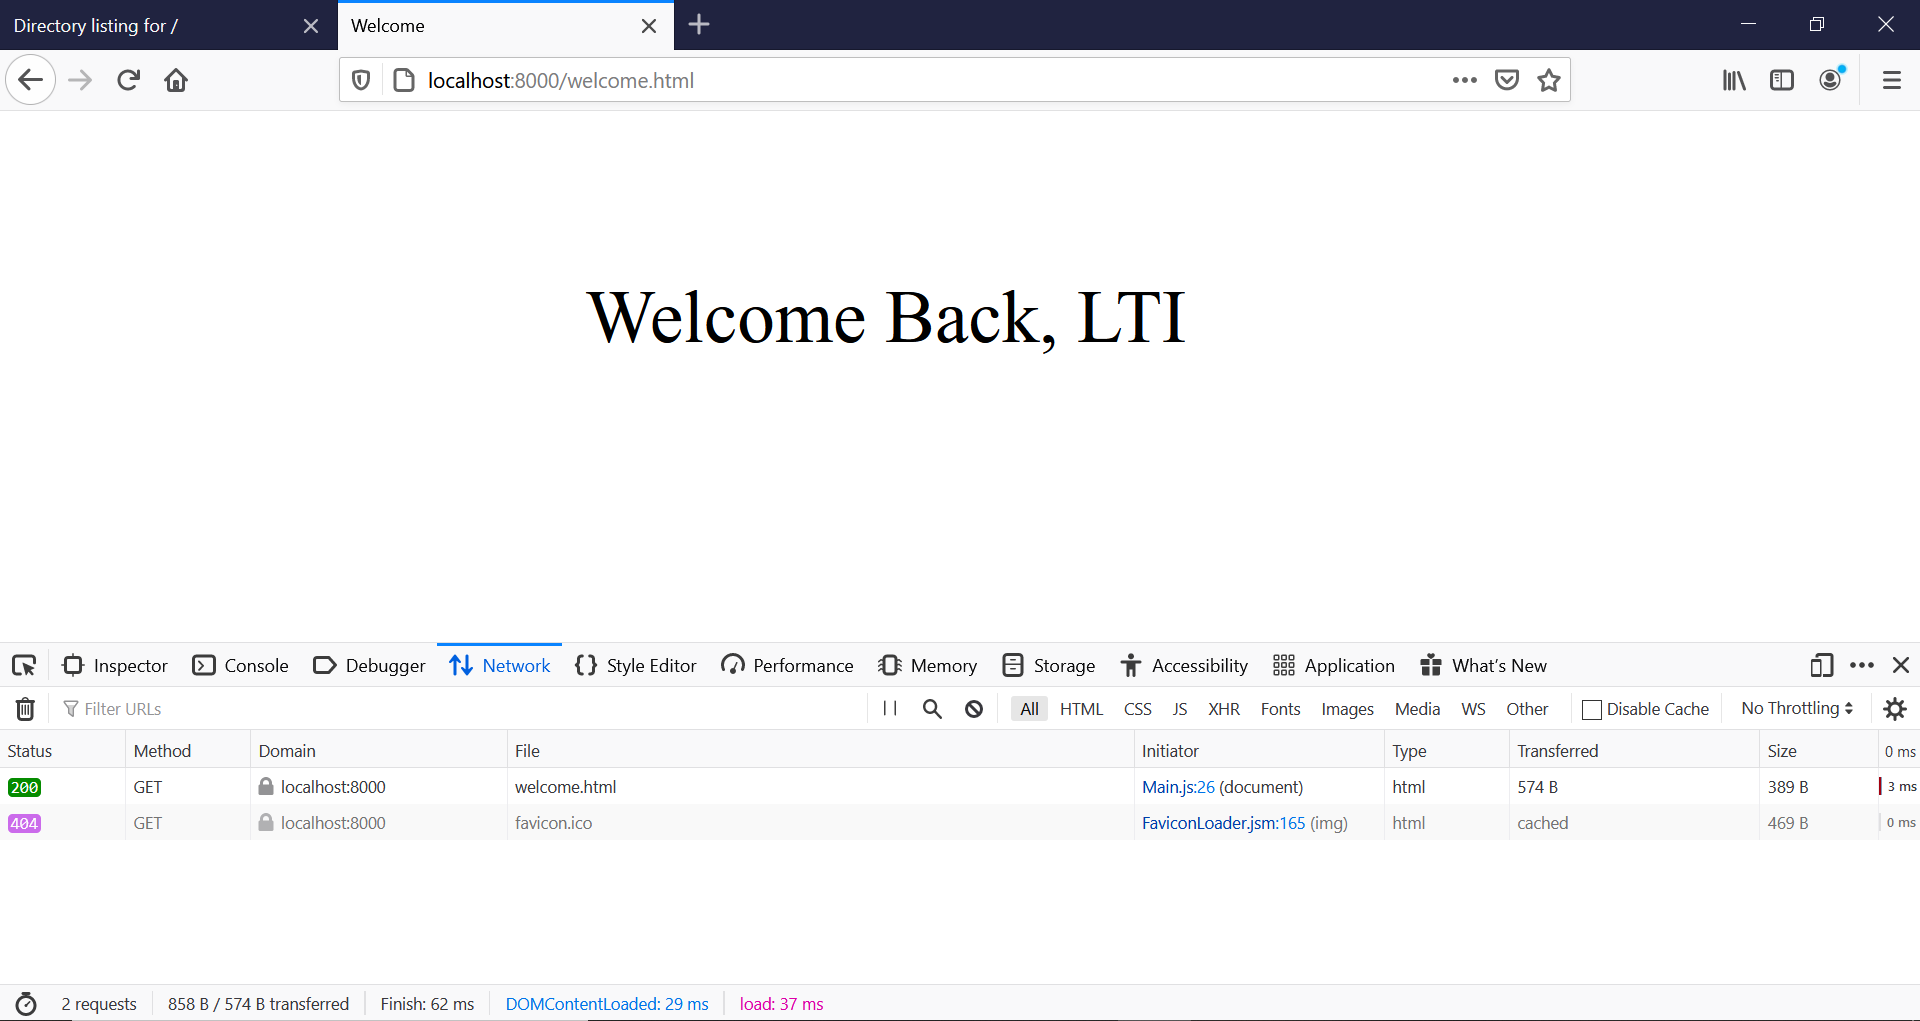 Directory listing for /
Welcome
localhost:8000/welcome.html
Welcome Back, LTI
Inspector Console Debugger Network Style Editor Performance Memory Storage Accessibility Application What's New
Filter URLs All HTML CSS JS XHR Fonts Images Media WS Other Disable Cache No Throttling
Status Method Domain File Initiator Type Transferred Size 0 ms
200 GET localhost:8000 welcome.html Main.js:26 (document) html 574 B 389 B 3 ms
404 GET localhost:8000 favicon.ico FaviconLoader.jsm:165 (img) html cached 469 B 0 ms
2 requests 858 B / 574 B transferred Finish: 62 ms DOMContentLoaded: 29 ms load: 37 ms